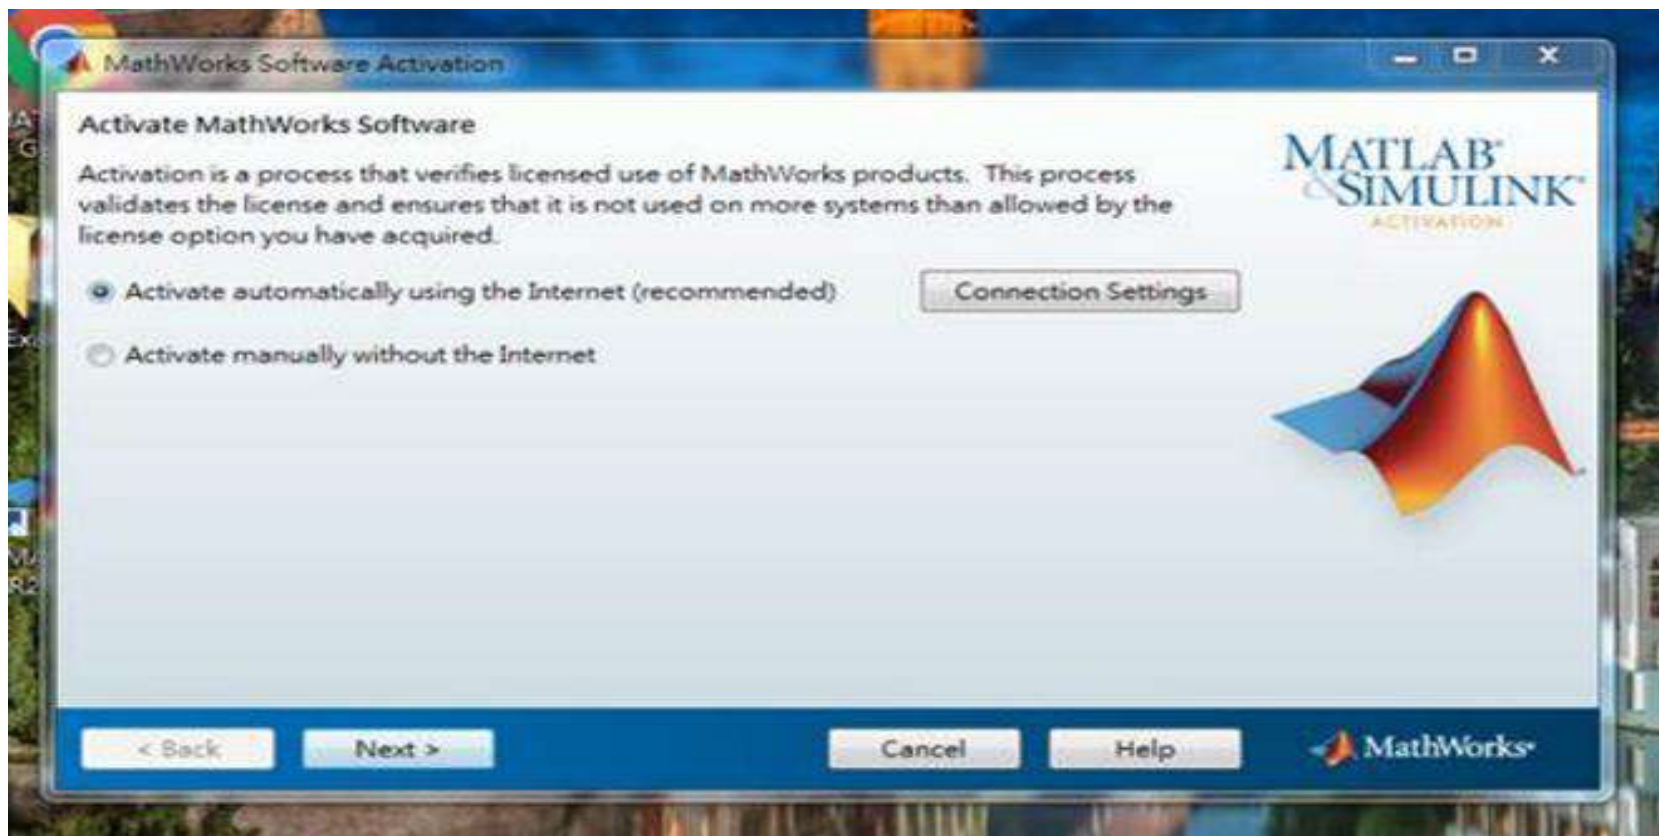 MathWorks Software Activation
Activate MathWorks Software
Activation is a process that verifies licensed use of MathWorks products. This process
validates the license and ensures that it is not used on more systems than allowed by the
license option you have acquired.
Activate automatically using the Internet (recommended)
Connection Settings
Activate manually without the Internet
MATLAB®
&SIMULINK®
ACTIVATION
< Back
Next >
Cancel
Help
MathWorks®